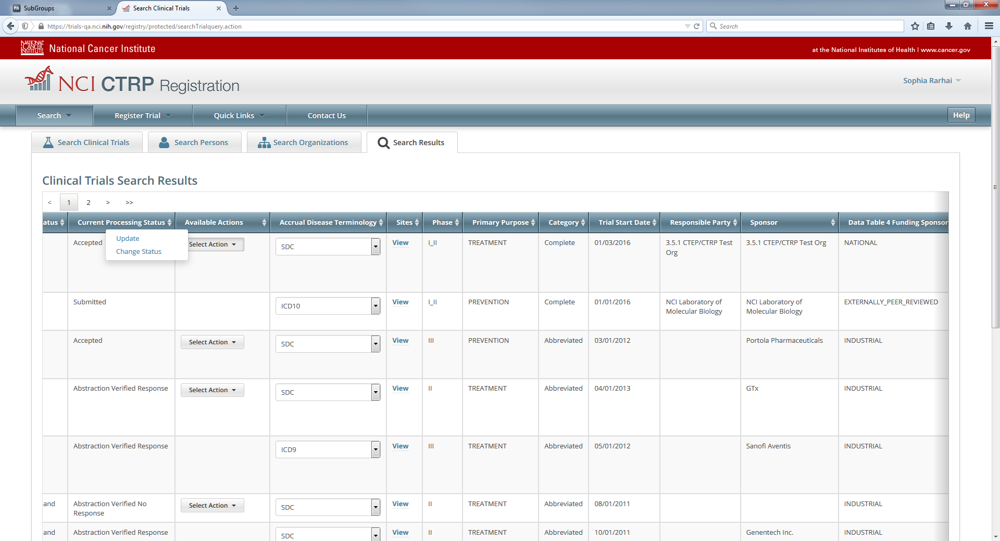 SubGroups
Search Clinical Trials
https://trials-qa.nci.nih.gov/registry/protected/searchTrialquery.action
Search
NATIONAL CANCER INSTITUTE
National Cancer Institute
at the National Institutes of Health | www.cancer.gov
NCI CTRP Registration
Sophia Rarhai
Search
Register Trial
Quick Links
Contact Us
Help
Search Clinical Trials
Search Persons
Search Organizations
Search Results
Clinical Trials Search Results
< 1 2 > >>
atus Current Processing Status Available Actions Accrual Disease Terminology Sites Phase Primary Purpose Category Trial Start Date Responsible Party Sponsor Data Table 4 Funding Sponsor
Update
Change Status
Accepted Select Action SDC View I_II TREATMENT Complete 01/03/2016 3.5.1 CTEP/CTRP Test Org 3.5.1 CTEP/CTRP Test Org NATIONAL
Submitted ICD10 View I_II PREVENTION Complete 01/01/2016 NCI Laboratory of Molecular Biology NCI Laboratory of Molecular Biology EXTERNALLY_PEER_REVIEWED
Accepted Select Action SDC View III PREVENTION Abbreviated 03/01/2012 Portola Pharmaceuticals INDUSTRIAL
Abstraction Verified Response Select Action SDC View II TREATMENT Abbreviated 04/01/2013 GTx INDUSTRIAL
Abstraction Verified Response ICD9 View III TREATMENT Abbreviated 05/01/2012 Sanofi Aventis INDUSTRIAL
and Abstraction Verified No Response Select Action SDC View II TREATMENT Abbreviated 08/01/2011 INDUSTRIAL
and Abstraction Verified Response SDC View II TREATMENT Abbreviated 10/01/2011 Genentech Inc. INDUSTRIAL